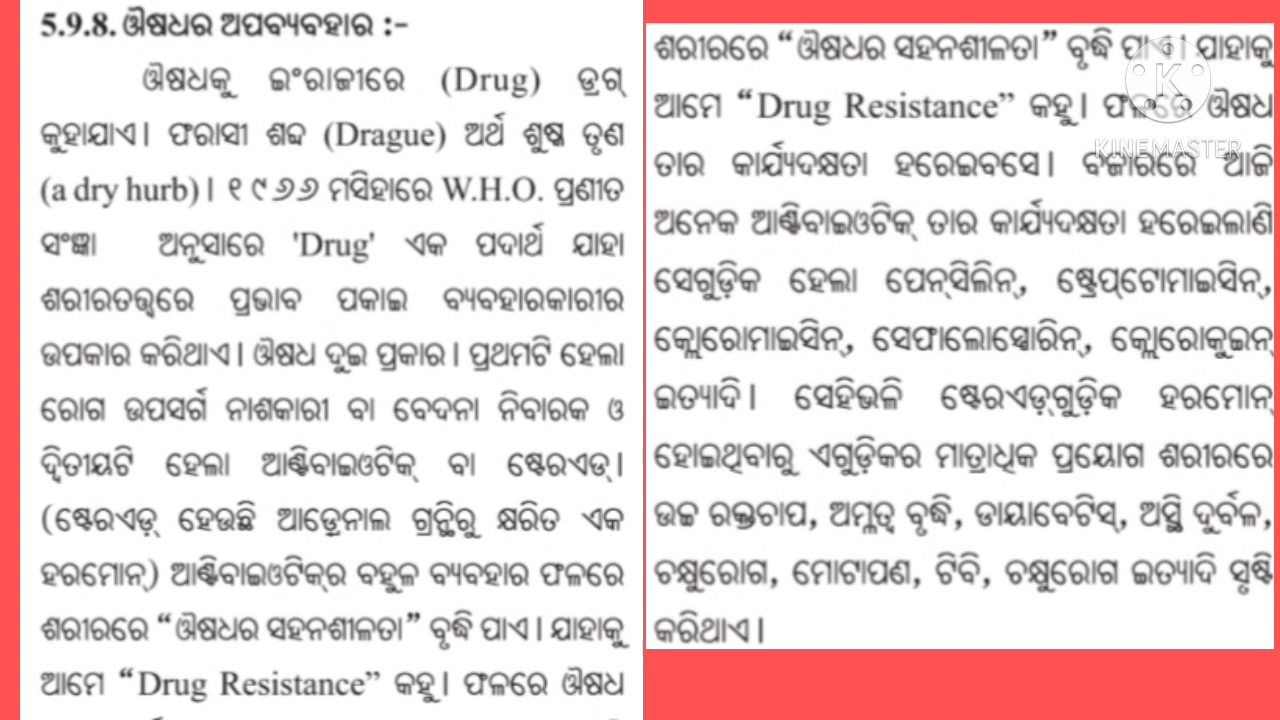 5.9.8. ଔଷଧର ଅପବ୍ୟବହାର :-
ଔଷଧକୁ ଇଂରାଜୀରେ (Drug) ଡ୍ରଗ୍
କୁହାଯାଏ। ଫରାସୀ ଶବ୍ଦ (Drague) ଅର୍ଥ ଶୁଷ୍କ ତୃଣ
(a dry hurb)। ୧୯୬୬ ମସିହାରେ W.H.O. ପ୍ରଣୀତ
ସଂଜ୍ଞା ଅନୁସାରେ 'Drug' ଏକ ପଦାର୍ଥ ଯାହା
ଶରୀରତତ୍ତ୍ୱରେ ପ୍ରଭାବ ପକାଇ ବ୍ୟବହାରକାରୀର
ଉପକାର କରିଥାଏ। ଔଷଧ ଦୁଇ ପ୍ରକାର। ପ୍ରଥମଟି ହେଲା
ରୋଗ ଉପସର୍ଗ ନାଶକାରୀ ବା ବେଦନା ନିବାରକ ଓ
ଦ୍ଵିତୀୟଟି ହେଲା ଆଣ୍ଟିବାଇଓଟିକ୍ ବା ଷ୍ଟେରଏଡ୍।
(ଷ୍ଟେରଏଡ଼୍ ହେଉଛି ଆଡ୍ରେନାଲ ଗ୍ରନ୍ଥିରୁ କ୍ଷରିତ ଏକ
ହରମୋନ୍) ଆଣ୍ଟିବାଇଓଟିକ୍‌ର ବହୁଳ ବ୍ୟବହାର ଫଳରେ
ଶରୀରରେ “ଔଷଧର ସହନଶୀଳତା” ବୃଦ୍ଧି ପାଏ। ଯାହାକୁ
ଆମେ “Drug Resistance” କହୁ। ଫଳରେ ଔଷଧ
ଶରୀରରେ “ଔଷଧର ସହନଶୀଳତା” ବୃଦ୍ଧି ପାଏ। ଯାହାକୁ
ଆମେ “Drug Resistance” କହୁ। ଫଳରେ ଔଷଧ
ତାର କାର୍ଯ୍ୟଦକ୍ଷତା ହରେଇବସେ। ବଜାରରେ ଆଜି
ଅନେକ ଆଣ୍ଟିବାଇଓଟିକ୍ ତାର କାର୍ଯ୍ୟଦକ୍ଷତା ହରେଇଲାଣି
ସେଗୁଡ଼ିକ ହେଲା ପେନ୍‌ସିଲିନ୍, ଷ୍ଟ୍ରେପ୍‌ଟୋମାଇସିନ୍,
କ୍ଲୋରୋମାଇସିନ୍, ସେଫାଲୋସ୍ପୋରିନ୍, କ୍ଲୋରୋକୁଇନ୍
ଇତ୍ୟାଦି। ସେହିଭଳି ଷ୍ଟେରଏଡ଼୍‌ଗୁଡ଼ିକ ହରମୋନ୍
ହୋଇଥିବାରୁ ଏଗୁଡ଼ିକର ମାତ୍ରାଧିକ ପ୍ରୟୋଗ ଶରୀରରେ
ଉଚ୍ଚ ରକ୍ତଚାପ, ଅମ୍ଳତ୍ୱ ବୃଦ୍ଧି, ଡାୟାବେଟିସ୍, ଅସ୍ଥି ଦୁର୍ବଳ,
ଚକ୍ଷୁରୋଗ, ମୋଟାପଣ, ଟିବି, ଚକ୍ଷୁରୋଗ ଇତ୍ୟାଦି ସୃଷ୍ଟି
କରିଥାଏ।
K
KINEMASTER